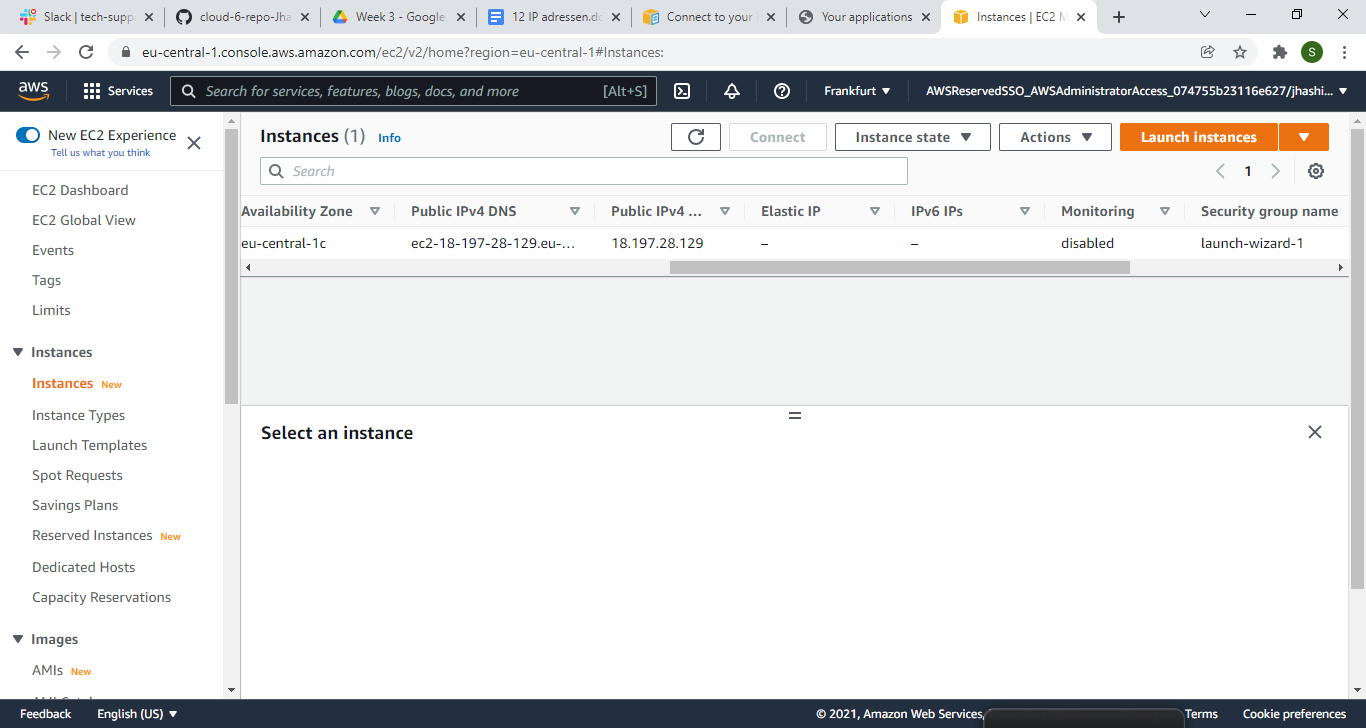 Slack | tech-supp
cloud-6-repo-Jha
Week 3 - Google
12 IP adressen.do
Connect to your
Your applications
Instances | EC2 M
eu-central-1.console.aws.amazon.com/ec2/v2/home?region=eu-central-1#Instances:
S
aws
Services
Search for services, features, blogs, docs, and more
[Alt+S]
Frankfurt
AWSReservedSSO_AWSAdministratorAccess_074755b23116e627/jhashi...
New EC2 Experience
Tell us what you think
EC2 Dashboard
EC2 Global View
Events
Tags
Limits
Instances
Instances New
Instance Types
Launch Templates
Spot Requests
Savings Plans
Reserved Instances New
Dedicated Hosts
Capacity Reservations
Images
AMIs New
Instances (1) Info
Connect
Instance state
Actions
Launch instances
Search
1
Availability Zone Public IPv4 DNS Public IPv4 ... Elastic IP IPv6 IPs Monitoring Security group name
eu-central-1c ec2-18-197-28-129.eu-... 18.197.28.129 – – disabled launch-wizard-1
Select an instance
Feedback English (US) © 2021, Amazon Web Services, Terms Cookie preferences